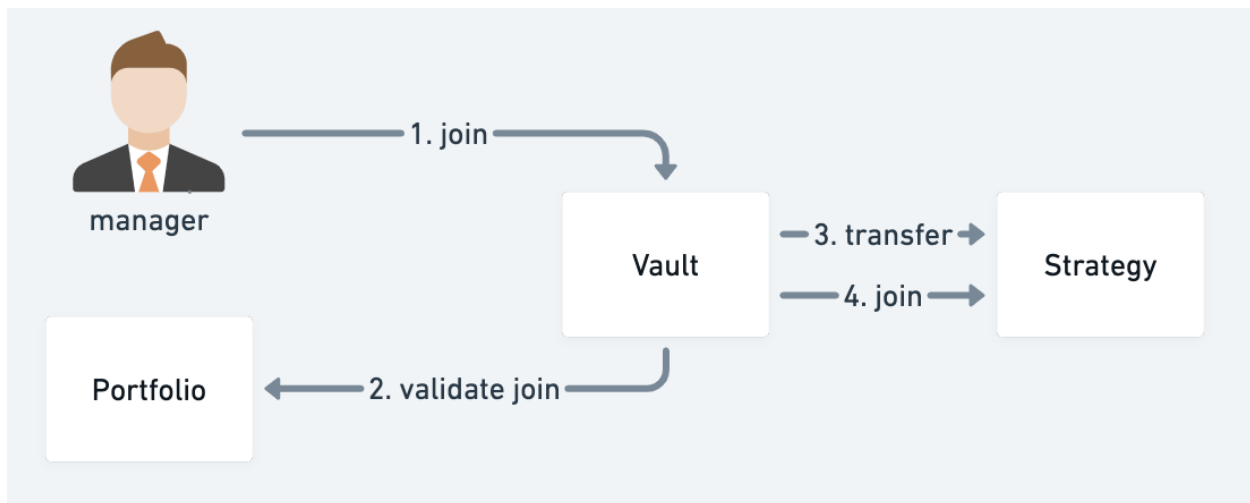 1. join
manager
Vault
3. transfer
Strategy
4. join
Portfolio
2. validate join